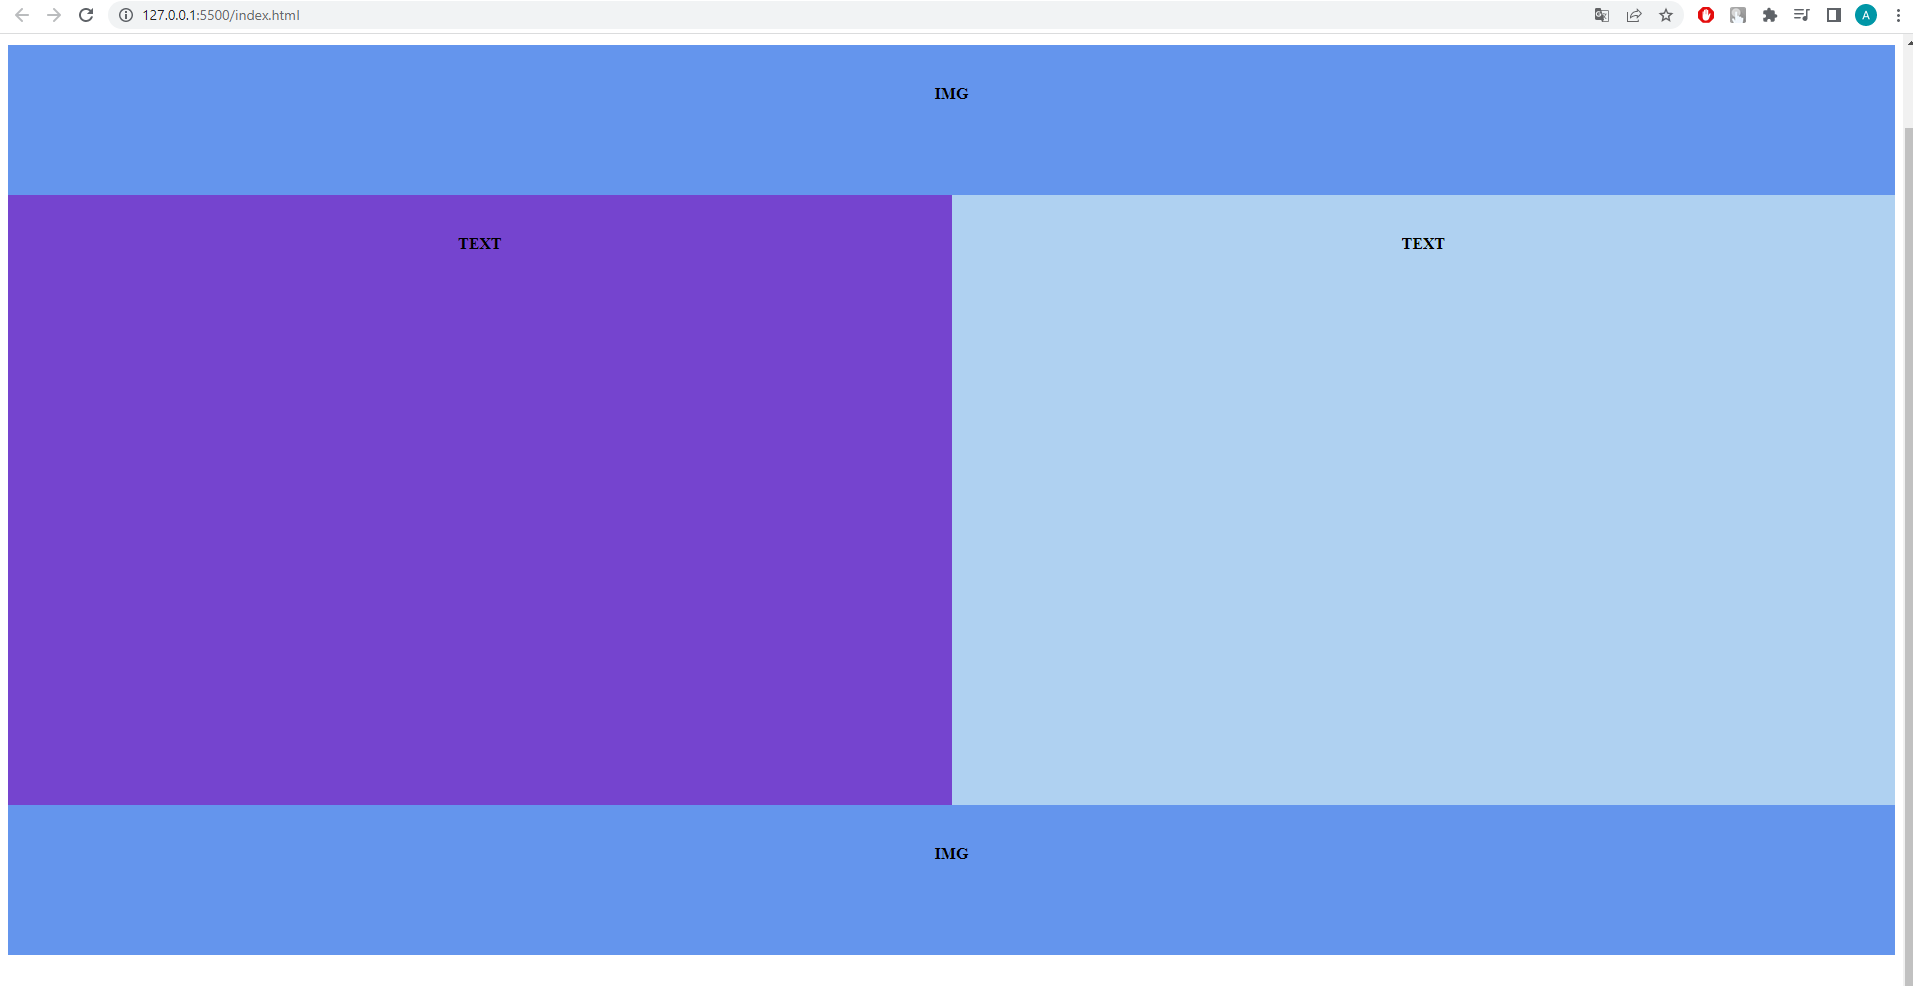 127.0.0.1:5500/index.html
A
IMG
TEXT
TEXT
IMG